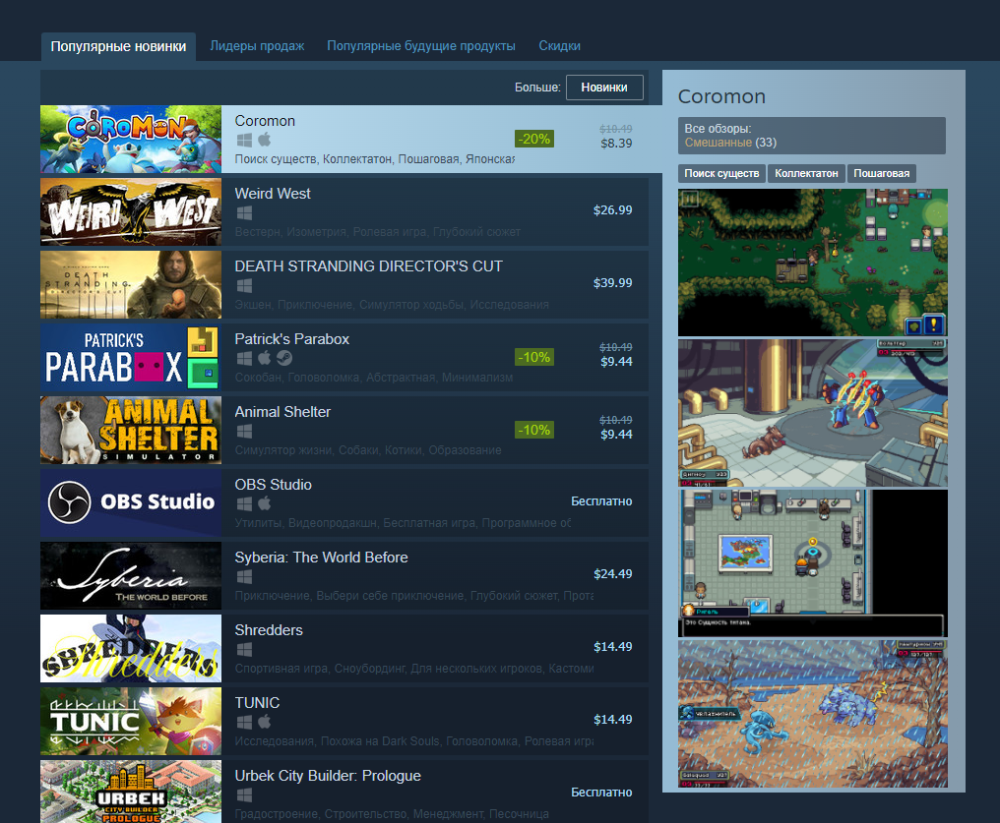 Популярные новинки Лидеры продаж Популярные будущие продукты Скидки
Больше: Новинки
COROMON
Coromon
-20% $10.49
$8.39
Поиск существ, Коллектатон, Пошаговая, Японская
WEIRD WEST
Weird West
$26.99
Вестерн, Изометрия, Ролевая игра, Глубокий сюжет
DEATH
STRANDING
DIRECTOR'S CUT
DEATH STRANDING DIRECTOR'S CUT
$39.99
Экшен, Приключение, Симулятор ходьбы, Исследования
PATRICK'S
PARABOX
Patrick's Parabox
-10% $10.49
$9.44
Сокобан, Головоломка, Абстрактная, Минимализм
ANIMAL
SHELTER
SIMULATOR
Animal Shelter
-10% $10.49
$9.44
Симулятор жизни, Собаки, Котики, Образование
OBS Studio
OBS Studio
Бесплатно
Утилиты, Видеопродакшн, Бесплатная игра, Программное об
Syberia
THE WORLD BEFORE
Syberia: The World Before
$24.49
Приключение, Выбери себе приключение, Глубокий сюжет, Прота
SHREDDERS
Shredders
Shredders
$14.49
Спортивная игра, Сноубординг, Для нескольких игроков, Кастоми
TUNIC
TUNIC
$14.49
Исследования, Похожа на Dark Souls, Головоломка, Ролевая игра
URBEK
CITY BUILDER
PROLOGUE
Urbek City Builder: Prologue
Бесплатно
Градостроение, Строительство, Менеджмент, Песочница
Coromon
Все обзоры:
Смешанные (33)
Поиск существ Коллектатон Пошаговая
Ригель
Это Сущность титана.
Увлажнитель